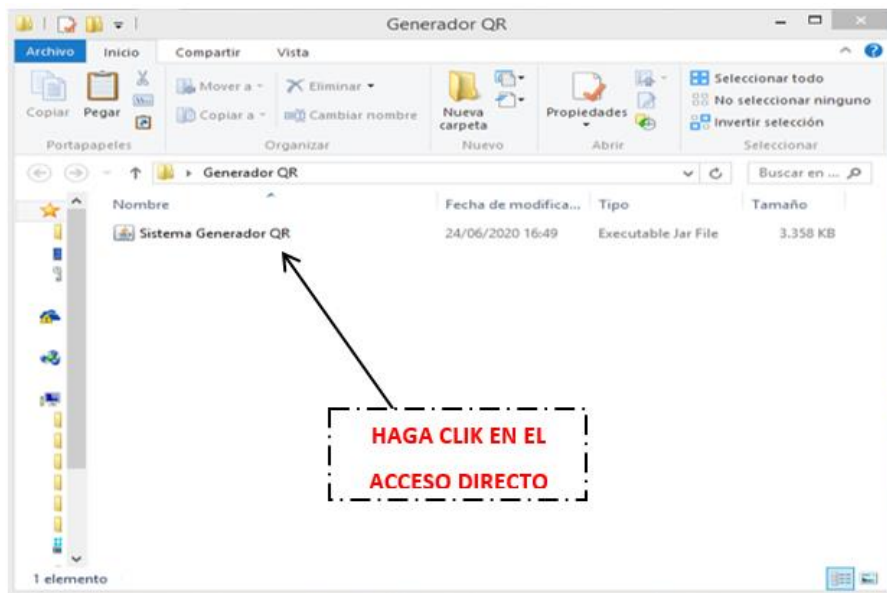 Generador QR
Archivo Inicio Compartir Vista
Copiar Pegar Mover a Copiar a Eliminar Cambiar nombre Nueva carpeta Propiedades Seleccionar todo No seleccionar ninguno Invertir selección
Portapapeles Organizar Nuevo Abrir Seleccionar
Generador QR Buscar en ...
Nombre Fecha de modifica... Tipo Tamaño
Sistema Generador QR 24/06/2020 16:49 Executable Jar File 3.358 KB
HAGA CLIK EN EL
ACCESO DIRECTO
1 elemento